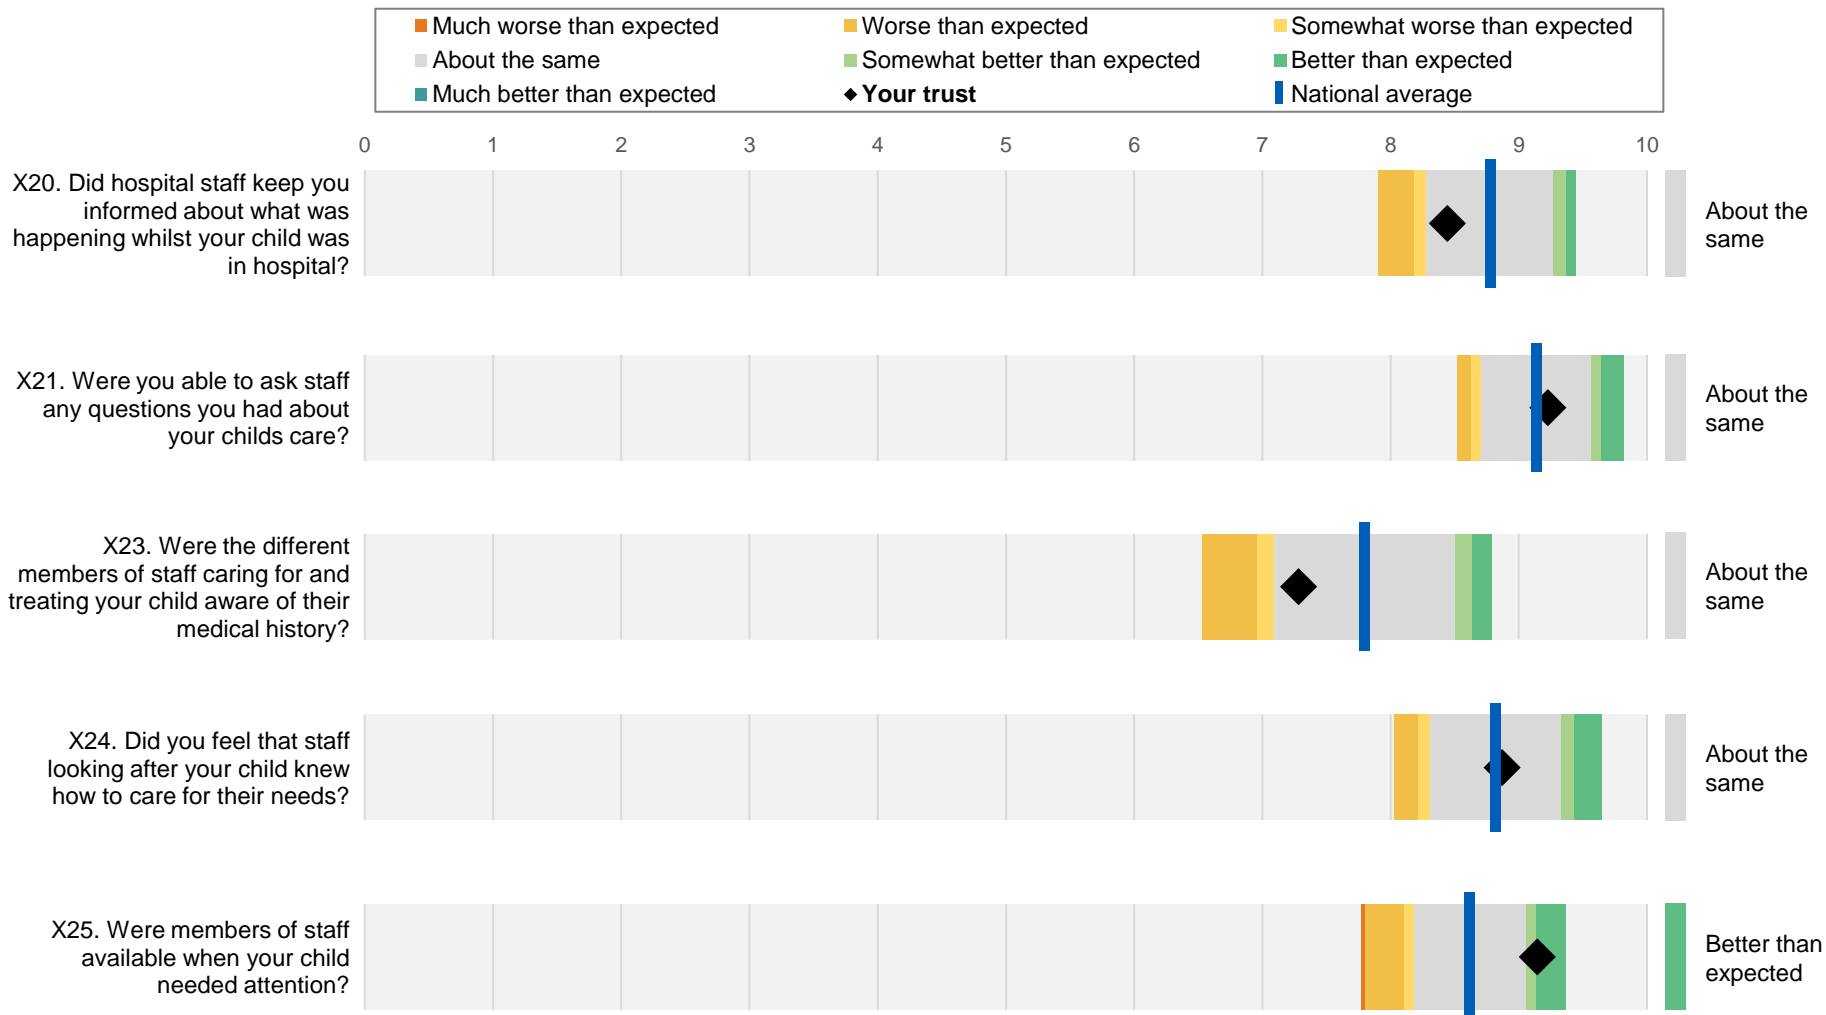 Much worse than expected
Worse than expected
Somewhat worse than expected
About the same
Somewhat better than expected
Better than expected
Much better than expected
Your trust
National average
0 1 2 3 4 5 6 7 8 9 10
X20. Did hospital staff keep you
informed about what was
happening whilst your child was
in hospital?
About the
same
X21. Were you able to ask staff
any questions you had about
your childs care?
About the
same
X23. Were the different
members of staff caring for and
treating your child aware of their
medical history?
About the
same
X24. Did you feel that staff
looking after your child knew
how to care for their needs?
About the
same
X25. Were members of staff
available when your child
needed attention?
Better than
expected